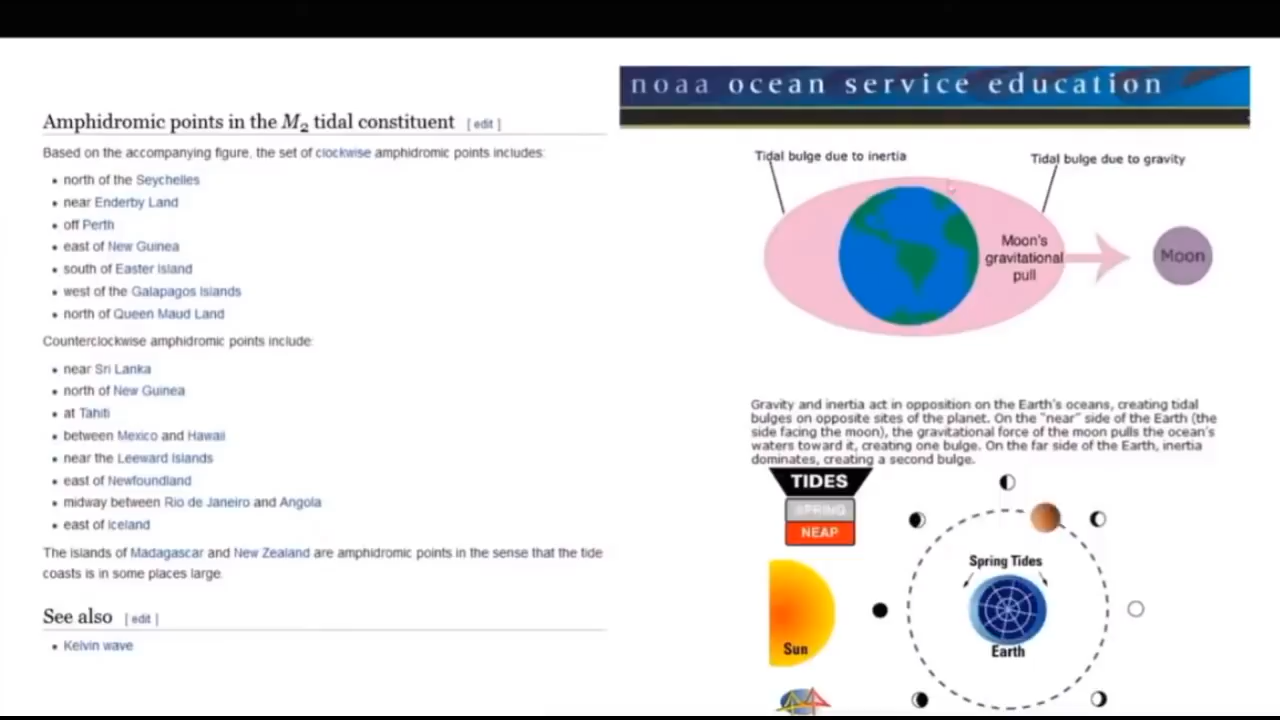 Amphidromic points in the M2 tidal constituent [ edit ]
Based on the accompanying figure, the set of clockwise amphidromic points includes:
• north of the Seychelles
• near Enderby Land
• off Perth
• east of New Guinea
• south of Easter Island
• west of the Galapagos Islands
• north of Queen Maud Land
Counterclockwise amphidromic points include:
• near Sri Lanka
• north of New Guinea
• at Tahiti
• between Mexico and Hawaii
• near the Leeward Islands
• east of Newfoundland
• midway between Rio de Janeiro and Angola
• east of Iceland
The islands of Madagascar and New Zealand are amphidromic points in the sense that the tide
coasts is in some places large.
See also [ edit ]
• Kelvin wave
noaa ocean service education
Tidal bulge due to inertia
Tidal bulge due to gravity
Moon's
gravitational
pull
Moon
Gravity and inertia act in opposition on the Earth's oceans, creating tidal
bulges on opposite sites of the planet. On the "near" side of the Earth (the
side facing the moon), the gravitational force of the moon pulls the ocean's
waters toward it, creating one bulge. On the far side of the Earth, inertia
dominates, creating a second bulge.
TIDES
SPRING
NEAP
Spring Tides
Sun
Earth